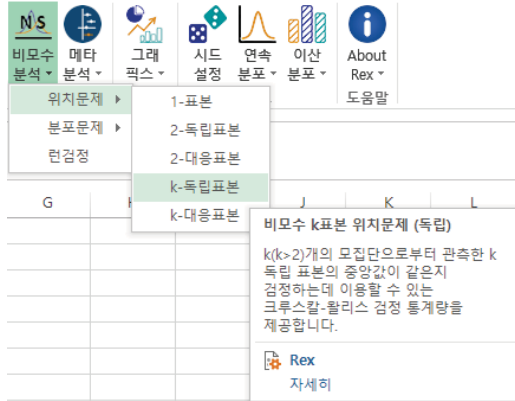 NλS
비모수 메타 그래 시드 연속 이산 About
분석 분석 픽스 설정 분포 분포 Rex
도움말
위치문제
분포문제
런검정
1-표본
2-독립표본
2-대응표본
k-독립표본
k-대응표본
G J K L
비모수 k표본 위치문제 (독립)
k(k>2)개의 모집단으로부터 관측한 k
독립 표본의 중앙값이 같은지
검정하는데 이용할 수 있는
크루스칼-왈리스 검정 통계량을
제공합니다.
Rex
자세히